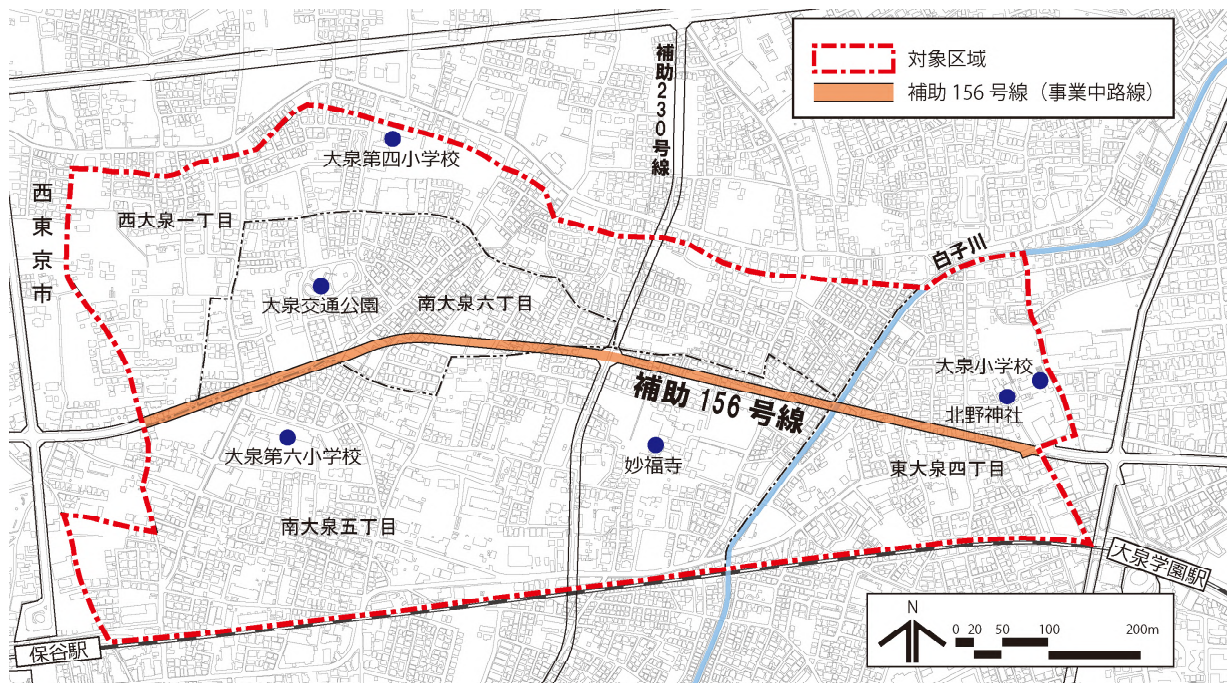 対象区域
補助 156 号線（事業中路線）
補助230号線
大泉第四小学校
西東京市
西大泉一丁目
白子川
大泉交通公園
南大泉六丁目
大泉小学校
北野神社
補助 156 号線
大泉第六小学校
妙福寺
東大泉四丁目
南大泉五丁目
大泉学園駅
保谷駅
N
0 20 50 100 200m